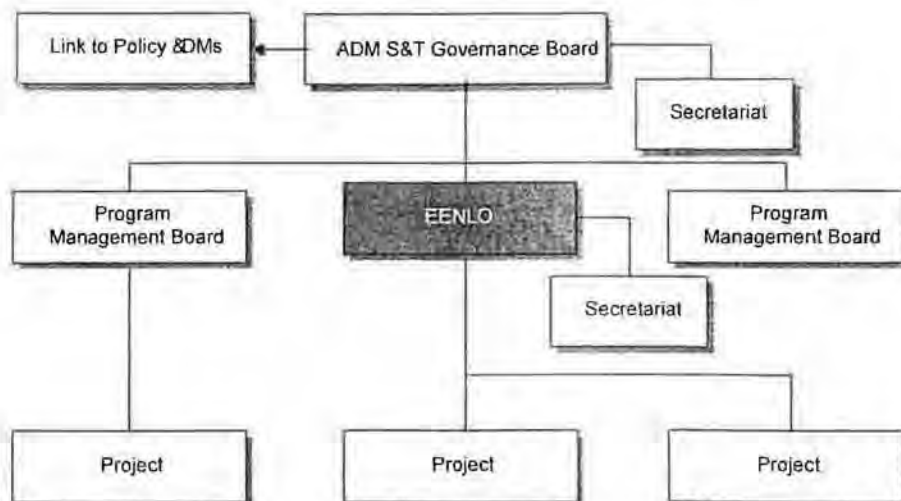 Link to Policy &DMs
ADM S&T Governance Board
Secretariat
Program
Management Board
EENLO
Program
Management Board
Secretariat
Project
Project
Project